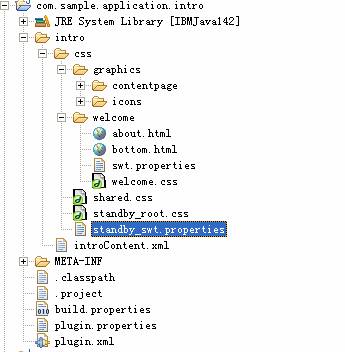 com.sample.application.intro
JRE System Library [IBMJava142]
intro
css
graphics
contentpage
icons
welcome
about.html
bottom.html
swt.properties
welcome.css
shared.css
standby_root.css
standby_swt.properties
introContent.xml
META-INF
.classpath
.project
build.properties
plugin.properties
plugin.xml